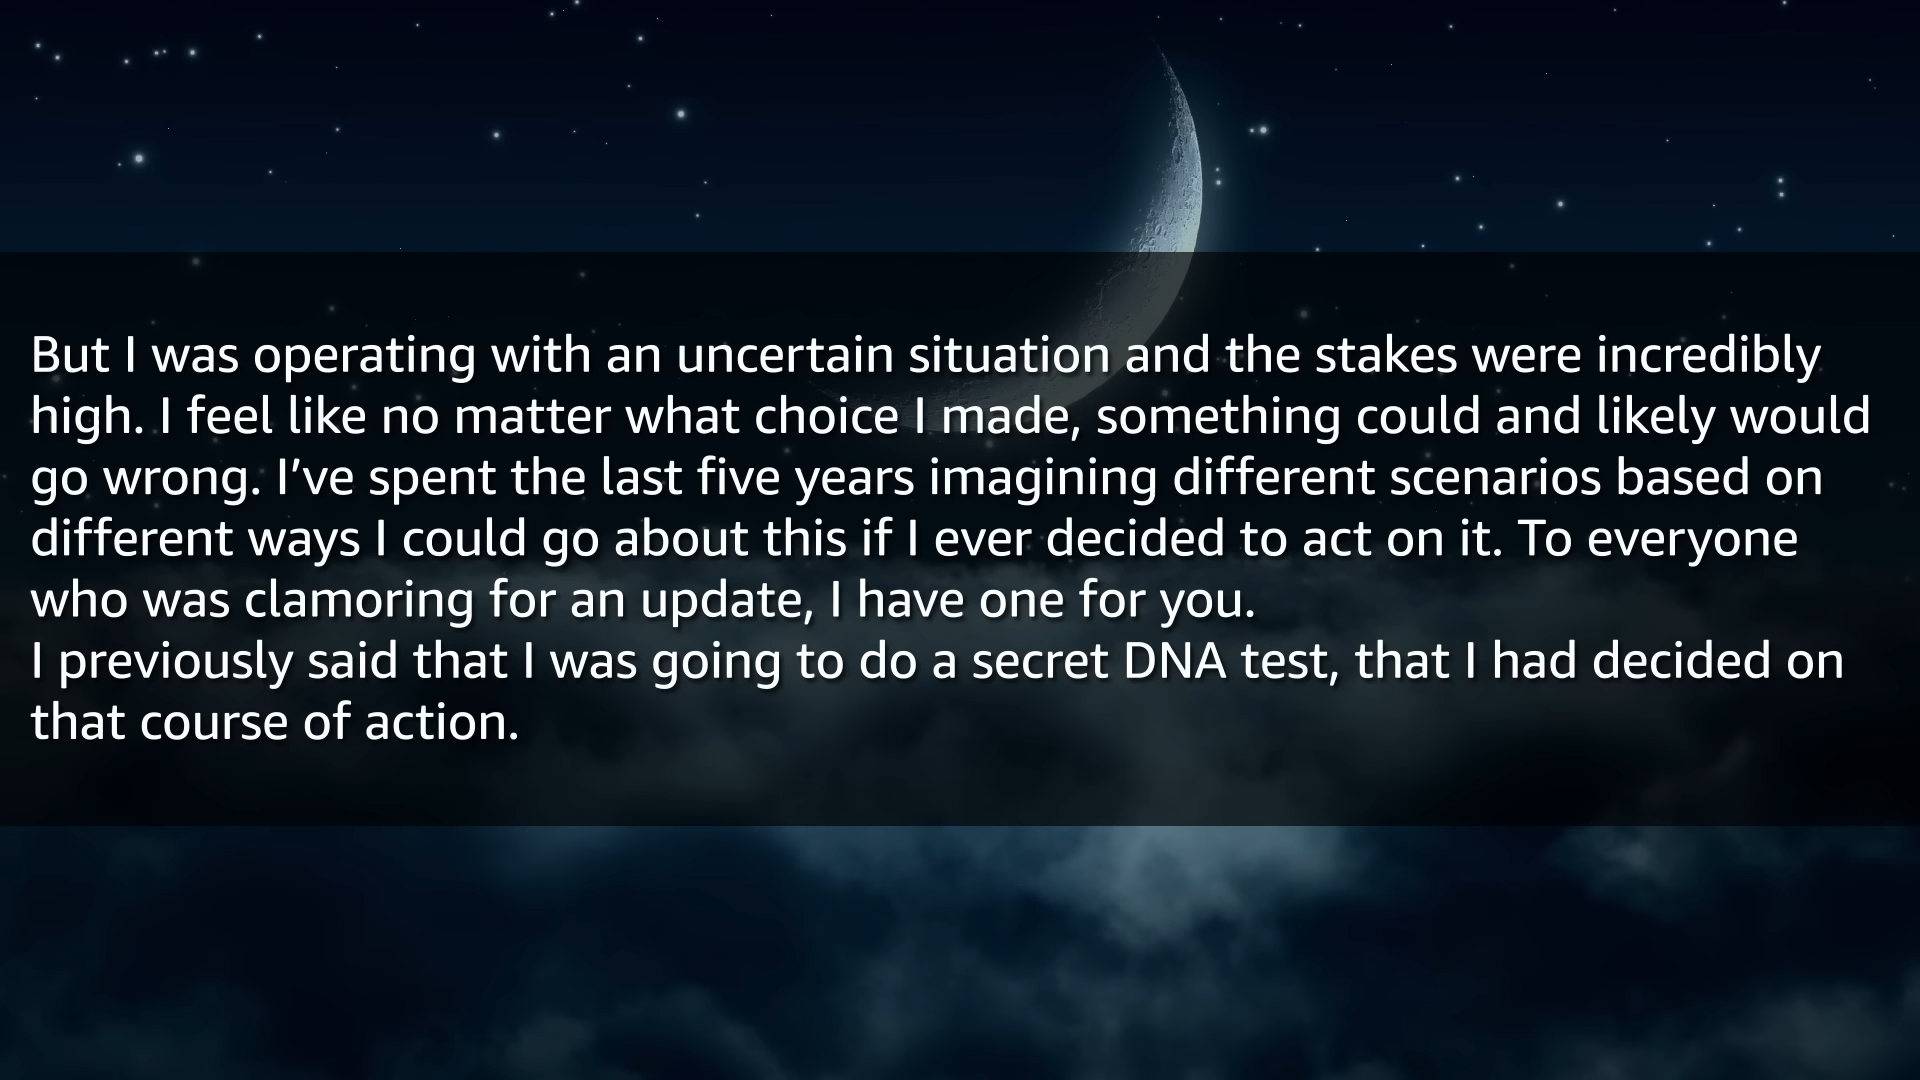 But I was operating with an uncertain situation and the stakes were incredibly
high. I feel like no matter what choice I made, something could and likely would
go wrong. I’ve spent the last five years imagining different scenarios based on
different ways I could go about this if I ever decided to act on it. To everyone
who was clamoring for an update, I have one for you.
I previously said that I was going to do a secret DNA test, that I had decided on
that course of action.